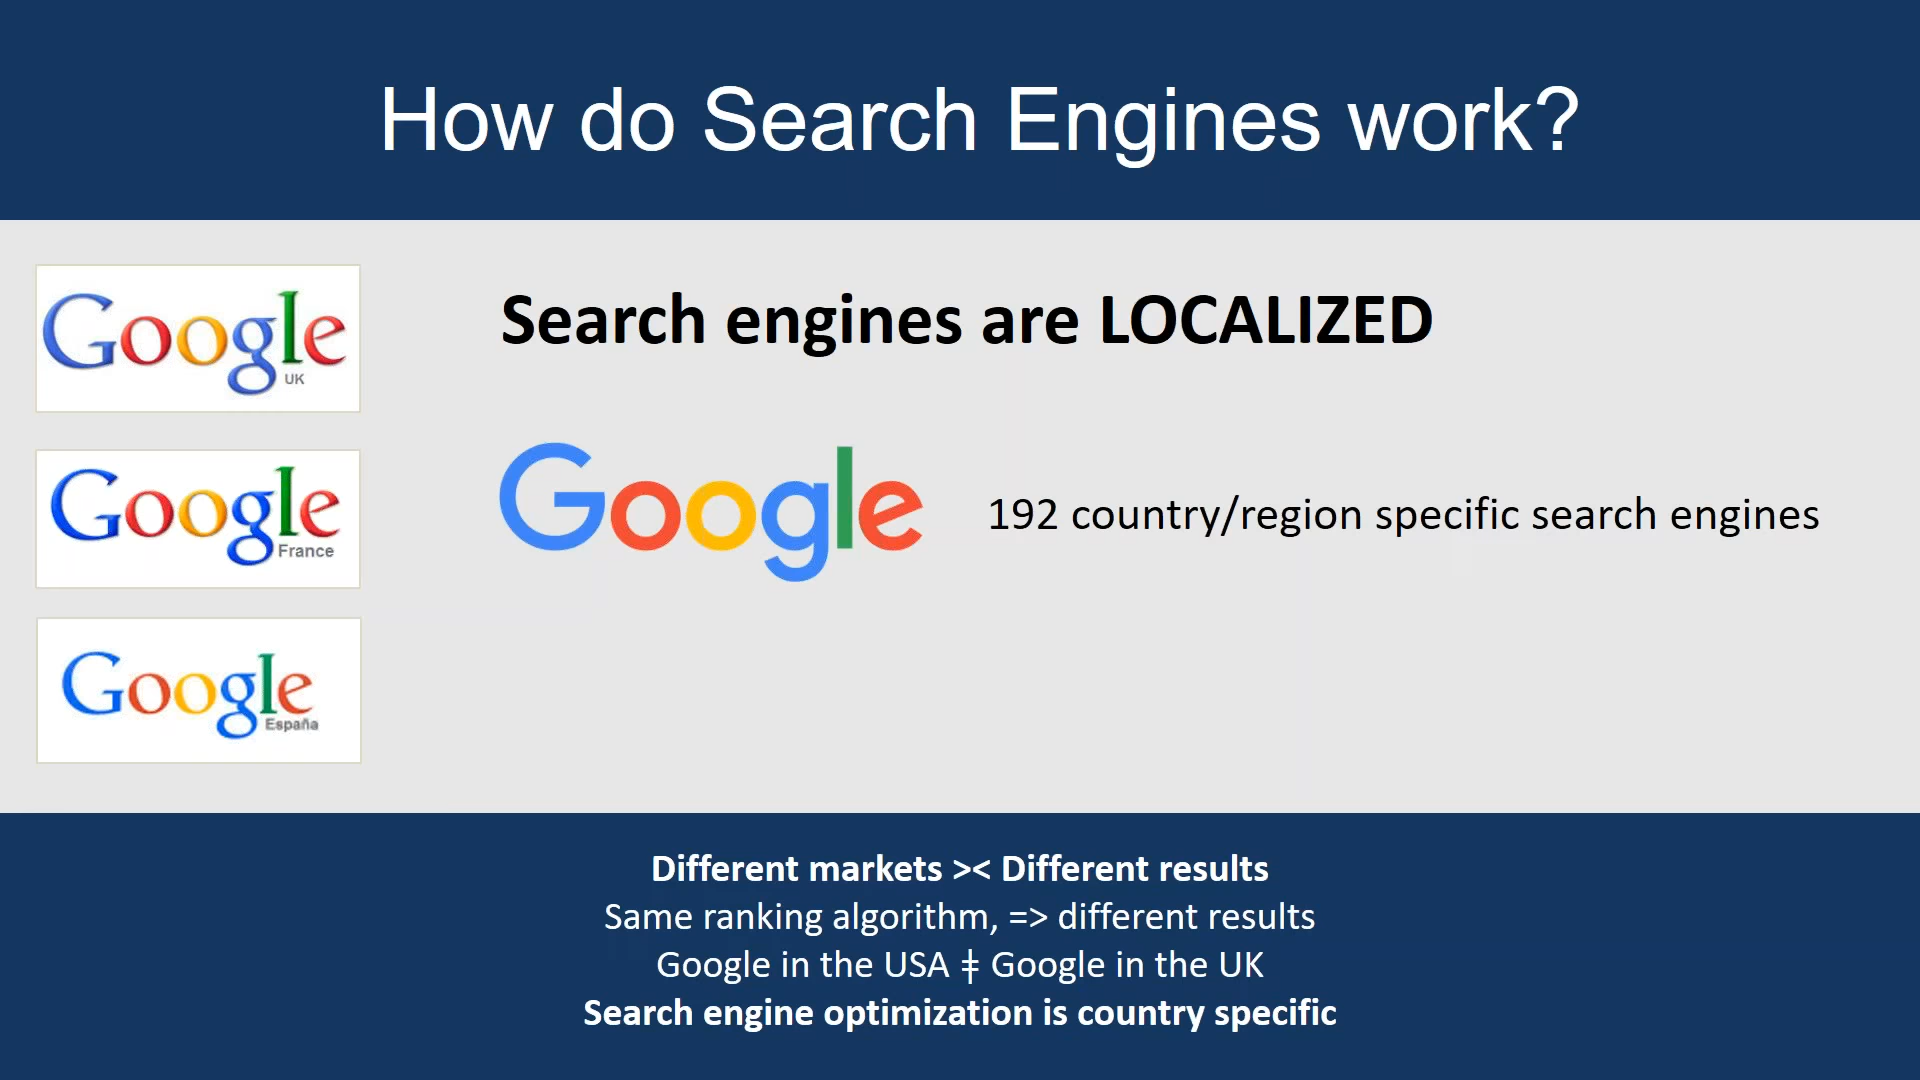 How do Search Engines work?
Google
UK
Google
France
Google
España
Search engines are LOCALIZED
Google
192 country/region specific search engines
Different markets >< Different results
Same ranking algorithm, => different results
Google in the USA ǂ Google in the UK
Search engine optimization is country specific